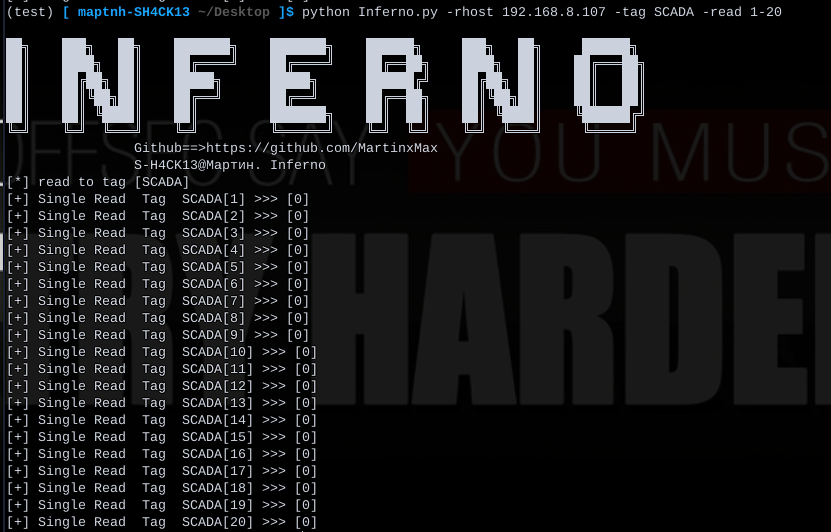 (test) [ maptnh-SH4CK13 ~/Desktop ]$ python Inferno.py -rhost 192.168.8.107 -tag SCADA -read 1-20
INFERNO
OFFSEC SAY YOU MUST
Github==>https://github.com/MartinxMax
S-H4CK13@Мартин. Inferno
[*] read to tag [SCADA]
[+] Single Read  Tag  SCADA[1] >>> [0]
[+] Single Read  Tag  SCADA[2] >>> [0]
[+] Single Read  Tag  SCADA[3] >>> [0]
[+] Single Read  Tag  SCADA[4] >>> [0]
[+] Single Read  Tag  SCADA[5] >>> [0]
[+] Single Read  Tag  SCADA[6] >>> [0]
[+] Single Read  Tag  SCADA[7] >>> [0]
[+] Single Read  Tag  SCADA[8] >>> [0]
[+] Single Read  Tag  SCADA[9] >>> [0]
[+] Single Read  Tag  SCADA[10] >>> [0]
[+] Single Read  Tag  SCADA[11] >>> [0]
[+] Single Read  Tag  SCADA[12] >>> [0]
[+] Single Read  Tag  SCADA[13] >>> [0]
[+] Single Read  Tag  SCADA[14] >>> [0]
[+] Single Read  Tag  SCADA[15] >>> [0]
[+] Single Read  Tag  SCADA[16] >>> [0]
[+] Single Read  Tag  SCADA[17] >>> [0]
[+] Single Read  Tag  SCADA[18] >>> [0]
[+] Single Read  Tag  SCADA[19] >>> [0]
[+] Single Read  Tag  SCADA[20] >>> [0]
TRY HARDER